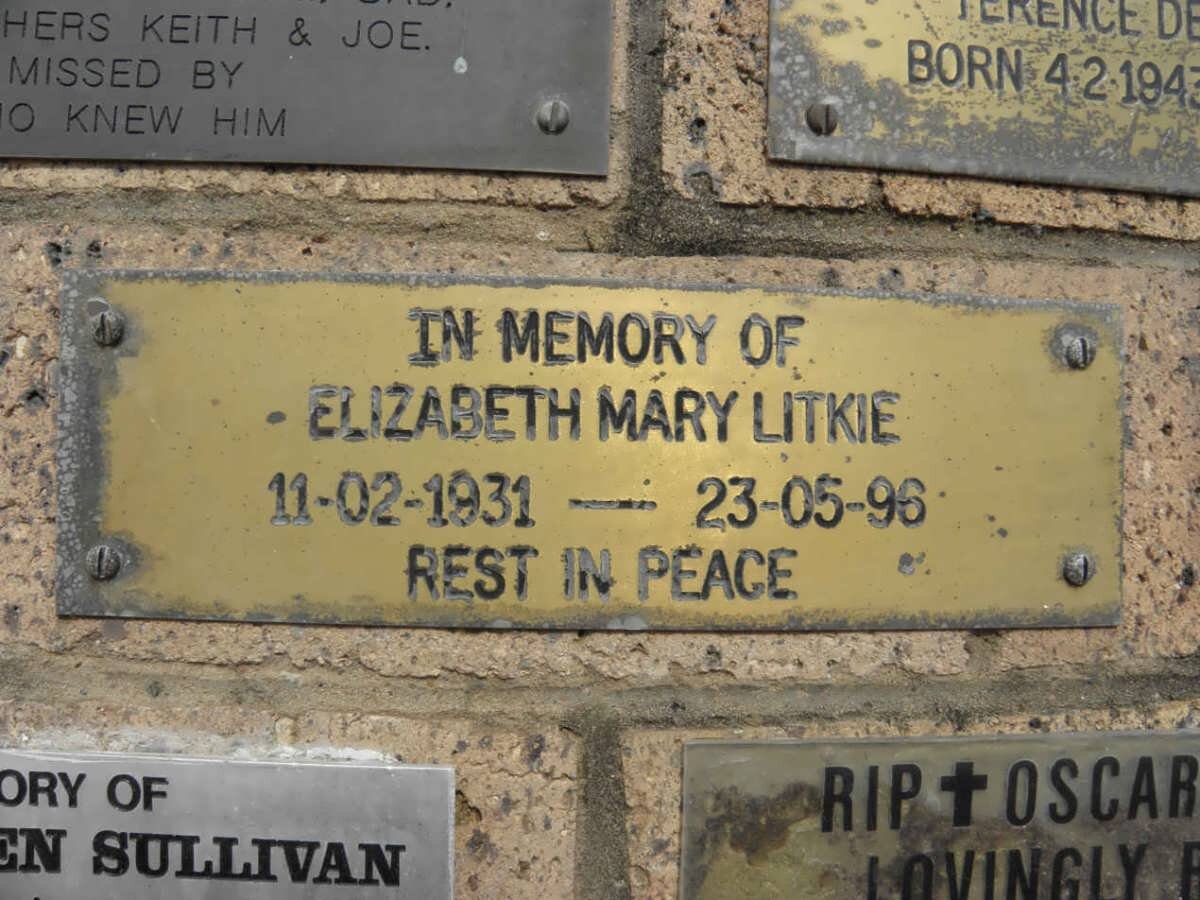 HERS KEITH & JOE.
MISSED BY
KNEW HIM
TERENCE
BORN 4·2·1943
IN MEMORY OF
ELIZABETH MARY LITKIE
11-02-1931 — 23-05-96
REST IN PEACE
ORY OF
EN SULLIVAN
RIP ✝ OSCAR
LOVINGLY